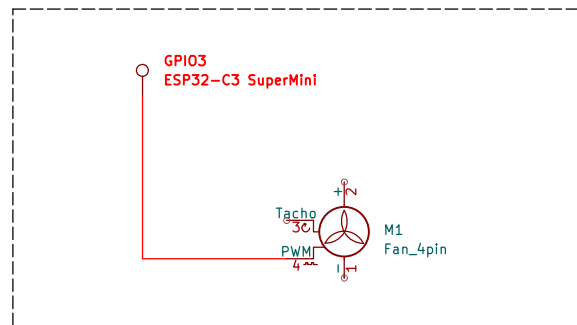 GPIO3
ESP32-C3 SuperMini
+
2
Tacho
3
M1
PWM
Fan_4pin
4
-
1